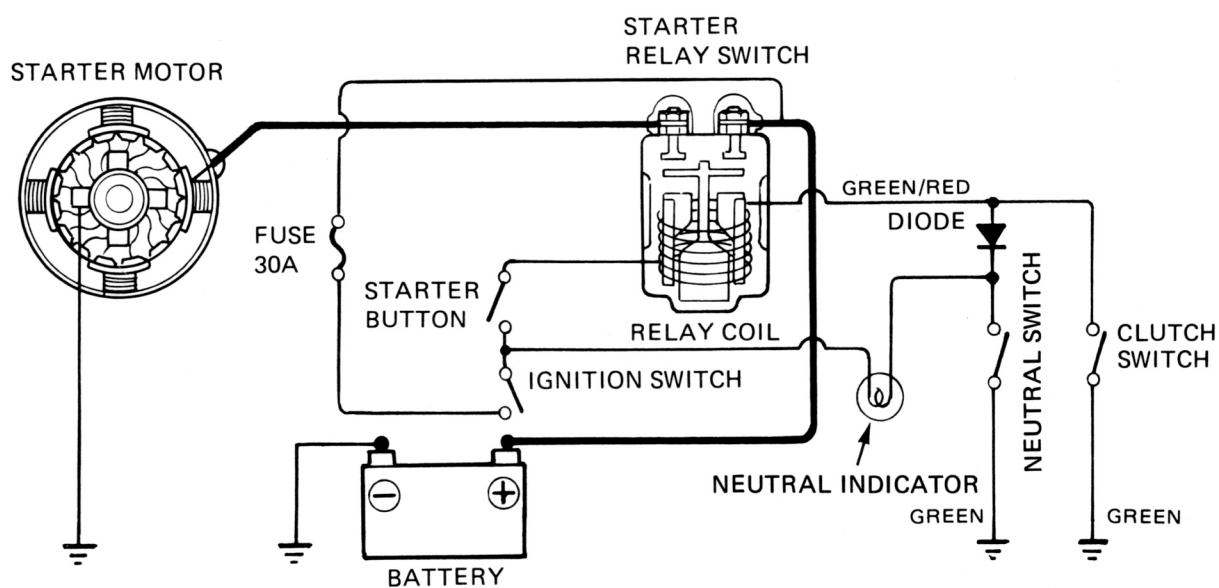 STARTER
RELAY SWITCH
STARTER MOTOR
GREEN/RED
DIODE
FUSE
30A
STARTER
BUTTON
RELAY COIL
NEUTRAL SWITCH
CLUTCH
SWITCH
IGNITION SWITCH
NEUTRAL INDICATOR
−
+
GREEN
GREEN
BATTERY